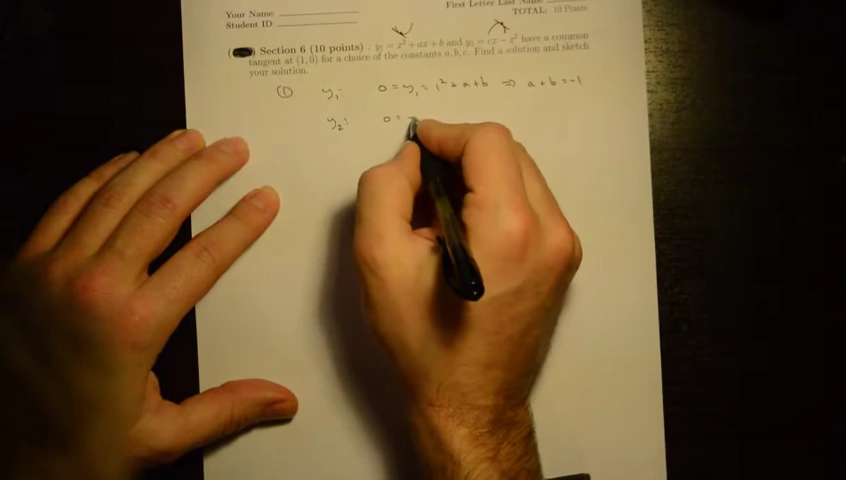 First Letter Last Name
Your Name:
TOTAL: 10 Points
Student ID:
Section 6 (10 points) : y₁ = x² + ax + b and y₂ = cx − x² have a common
tangent at (1, 0) for a choice of the constants a, b, c. Find a solution and sketch
your solution.
① y₁: 0 = y₁ = 1² + a + b ⇒ a + b = −1
y₂: 0 =